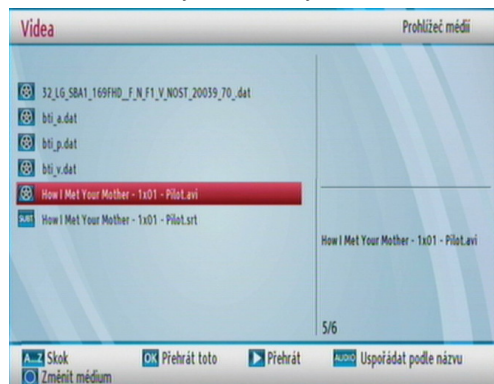 Videa
Prohlížeč médií
32_LG_SBA1_169FHD__F_N_F1_V_NOST_20039_70_.dat
bti_a.dat
bti_p.dat
bti_v.dat
How I Met Your Mother - 1x01 - Pilot.avi
SUBT. How I Met Your Mother - 1x01 - Pilot.srt
How I Met Your Mother - 1x01 - Pilot.avi
5/6
A...Z Skok OK Přehrát toto Přehrát AUDIO Uspořádat podle názvu
Změnit médium